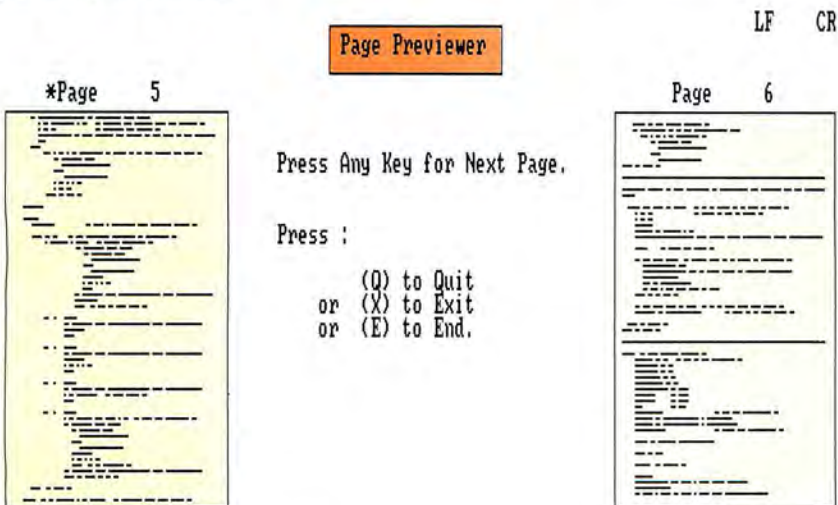 LF CR
Page Previewer
*Page 5
Page 6
Press Any Key for Next Page.
Press :
(Q) to Quit
or (X) to Exit
or (E) to End.